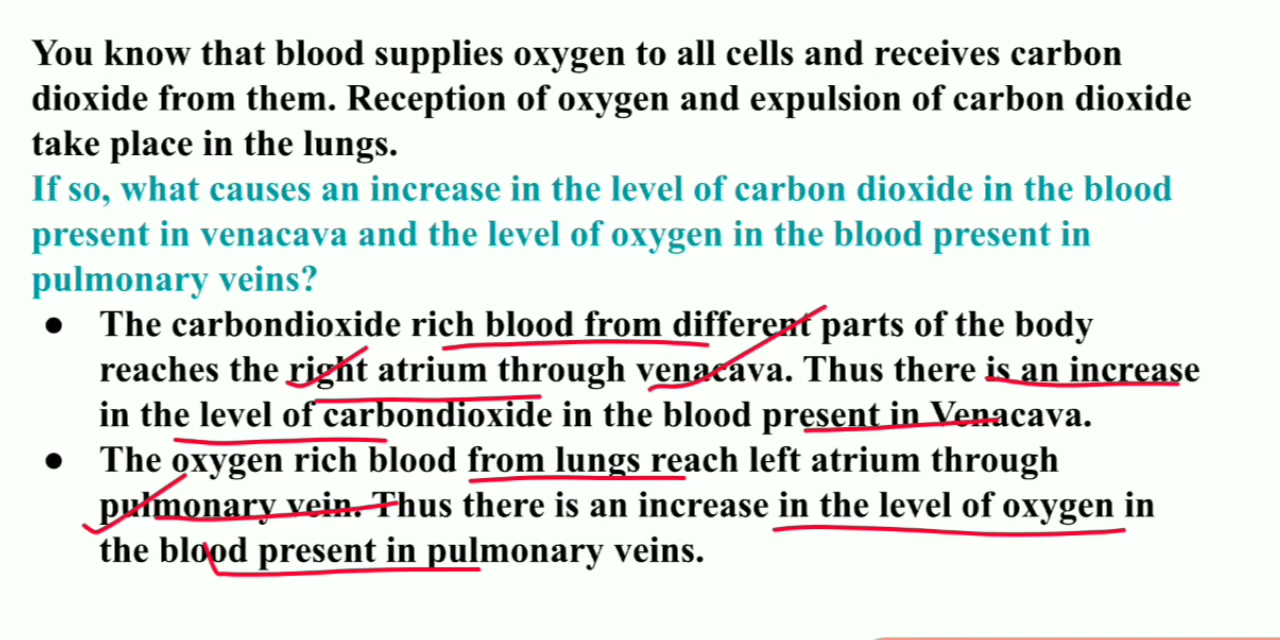 You know that blood supplies oxygen to all cells and receives carbon
dioxide from them. Reception of oxygen and expulsion of carbon dioxide
take place in the lungs.
If so, what causes an increase in the level of carbon dioxide in the blood
present in venacava and the level of oxygen in the blood present in
pulmonary veins?
● The carbondioxide rich blood from different parts of the body
reaches the right atrium through venacava. Thus there is an increase
in the level of carbondioxide in the blood present in Venacava.
● The oxygen rich blood from lungs reach left atrium through
pulmonary vein. Thus there is an increase in the level of oxygen in
the blood present in pulmonary veins.